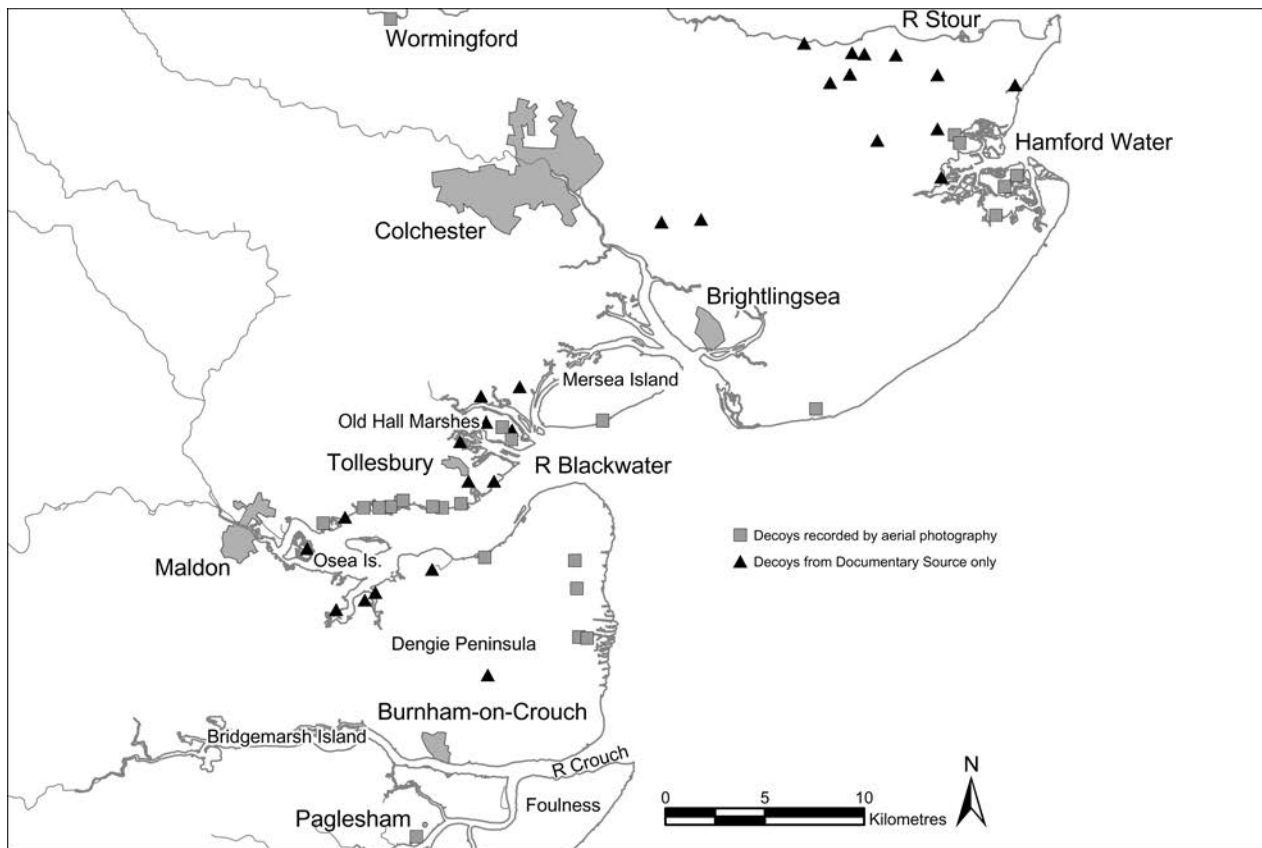 R Stour
Wormingford
Hamford Water
Colchester
Brightlingsea
Mersea Island
Old Hall Marshes
Tollesbury
R Blackwater
Decoys recorded by aerial photography
Maldon
Osea Is.
Decoys from Documentary Source only
Dengie Peninsula
Burnham-on-Crouch
Bridgemarsh Island
R Crouch
N
Foulness
0 5 10
Paglesham
Kilometres